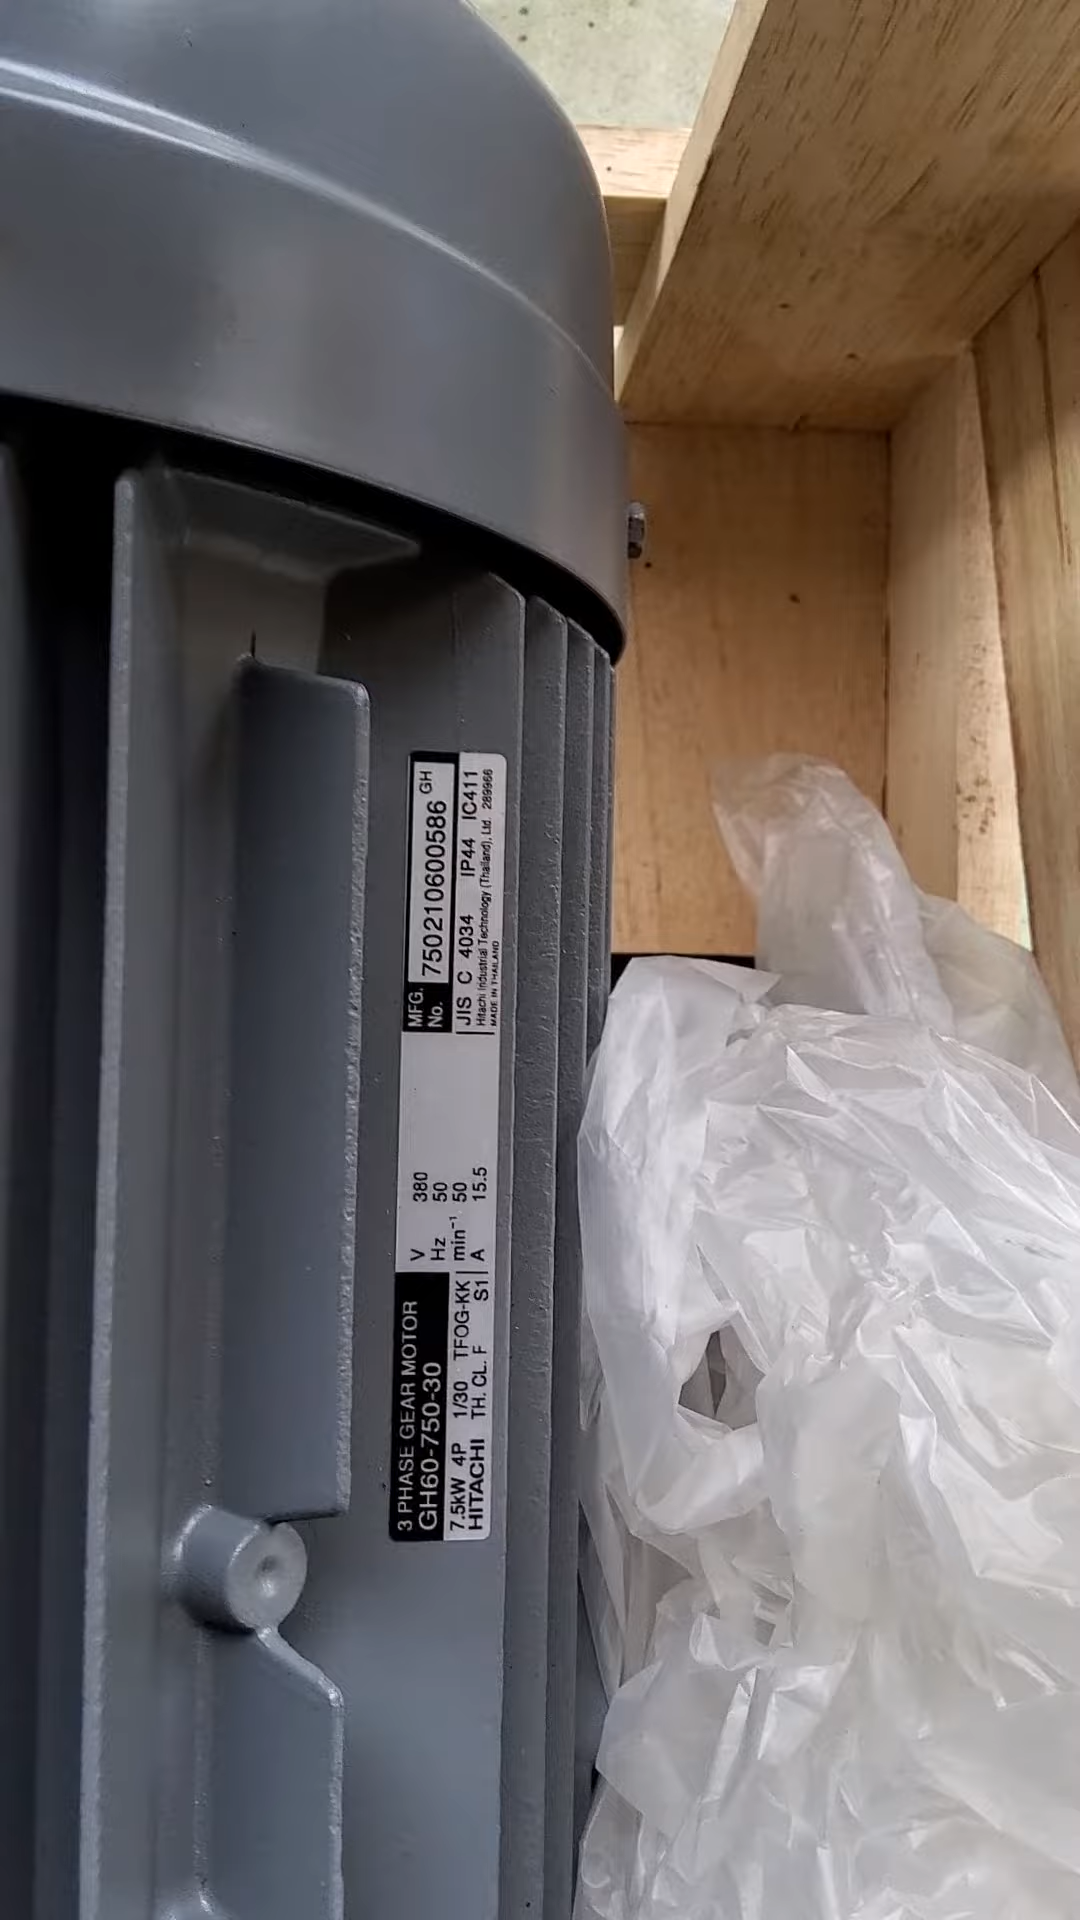 3 PHASE GEAR MOTOR
GH60-750-30
7.5kW 4P 1/30 TFOG-KK
HITACHI TH. CL. F S1
V 380
Hz 50
min⁻¹ 50
A 15.5
MFG. No. 750210600586 GH
JIS C 4034 IP44 IC411
Hitachi Industrial Technology (Thailand), Ltd. 289966
MADE IN THAILAND